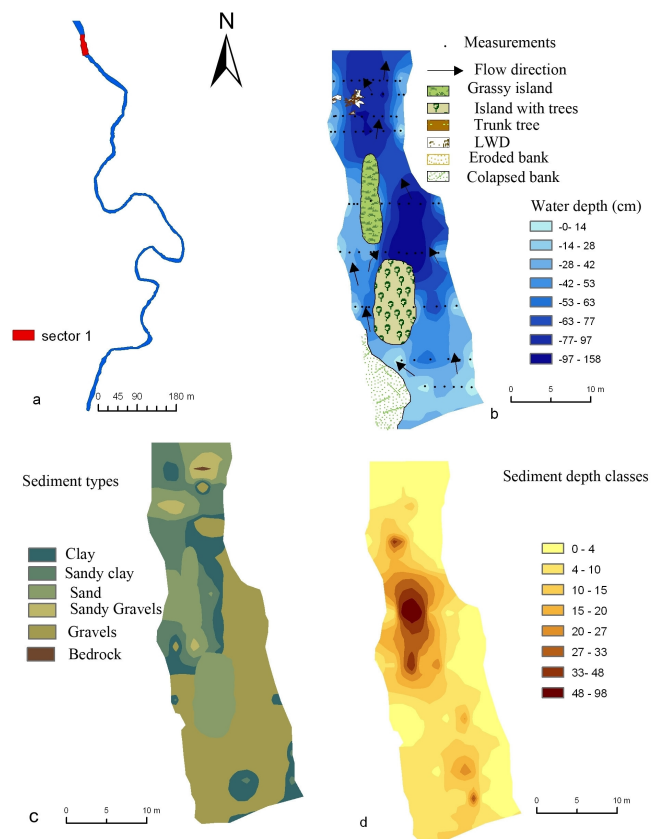 N
sector 1
0 45 90 180 m
a
Measurements
Flow direction
Grassy island
Island with trees
Trunk tree
LWD
Eroded bank
Colapsed bank
Water depth (cm)
-0- 14
-14 - 28
-28 - 42
-42 - 53
-53 - 63
-63 - 77
-77- 97
-97 - 158
0 5 10 m
b
Sediment types
Clay
Sandy clay
Sand
Sandy Gravels
Gravels
Bedrock
0 5 10 m
c
Sediment depth classes
0 - 4
4 - 10
10 - 15
15 - 20
20 - 27
27 - 33
33- 48
48 - 98
0 5 10 m
d